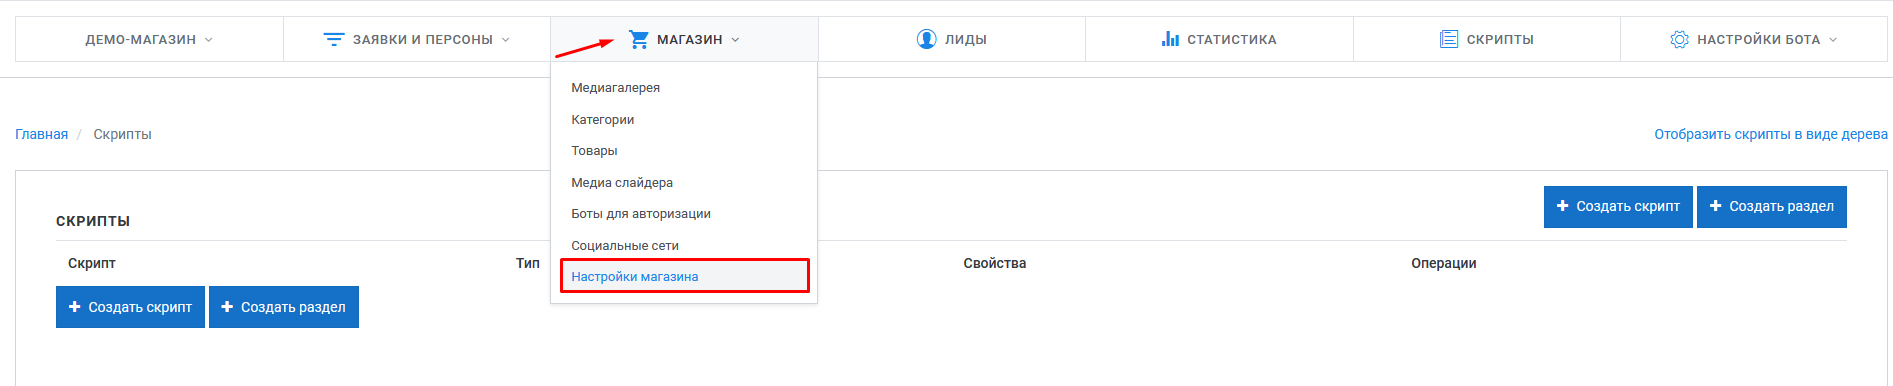 ДЕМО-МАГАЗИН ЗАЯВКИ И ПЕРСОНЫ МАГАЗИН ЛИДЫ СТАТИСТИКА СКРИПТЫ НАСТРОЙКИ БОТА
Медиагалерея
Категории
Главная / Скрипты
Отобразить скрипты в виде дерева
Товары
Медиа слайдера
Боты для авторизации
Социальные сети
Настройки магазина
СКРИПТЫ
Создать скрипт Создать раздел
Скрипт Тип Свойства Операции
Создать скрипт Создать раздел